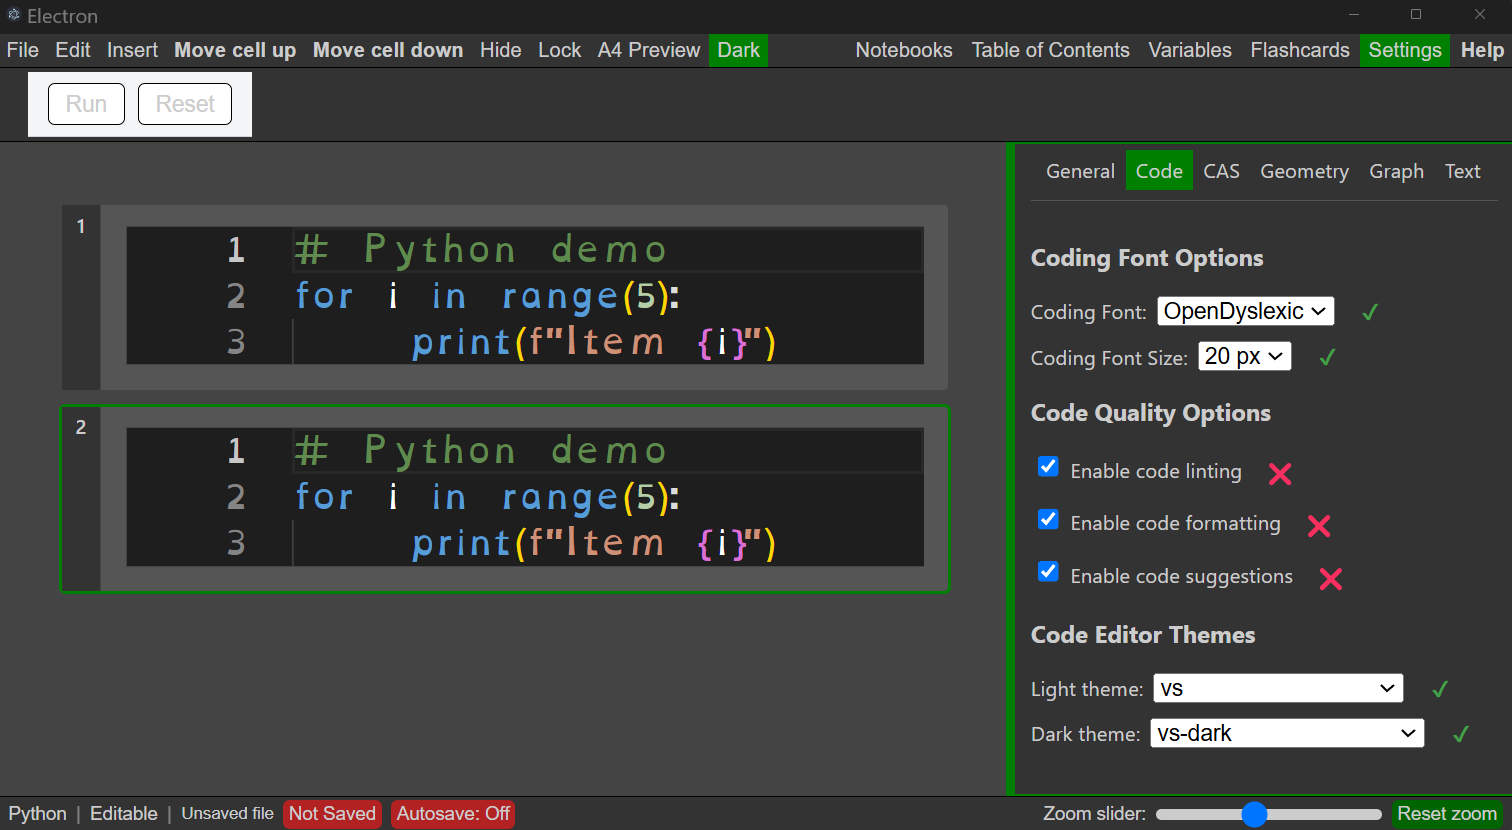 Electron
File Edit Insert Move cell up Move cell down Hide Lock A4 Preview Dark Notebooks Table of Contents Variables Flashcards Settings Help
Run Reset
General Code CAS Geometry Graph Text
1
1 # Python demo
2 for i in range(5):
3 print(f"Item {i}")
2
1 # Python demo
2 for i in range(5):
3 print(f"Item {i}")
Coding Font Options
Coding Font: OpenDyslexic
Coding Font Size: 20 px
Code Quality Options
Enable code linting
Enable code formatting
Enable code suggestions
Code Editor Themes
Light theme: vs
Dark theme: vs-dark
Python | Editable | Unsaved file Not Saved Autosave: Off Zoom slider: Reset zoom